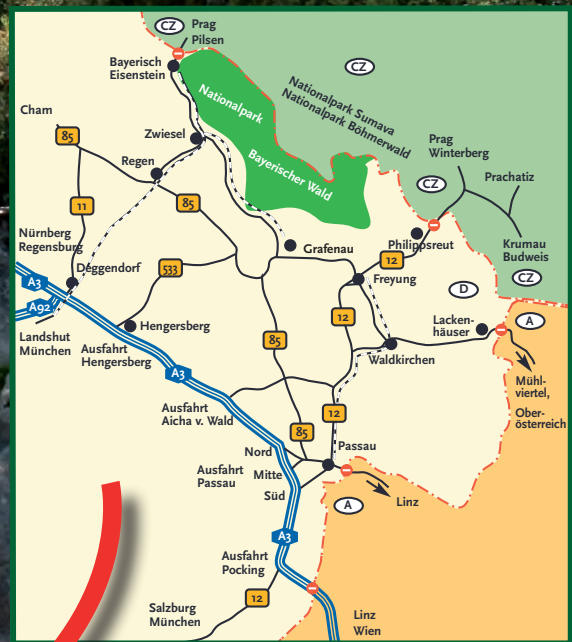 CZ
Prag
Pilsen
Bayerisch
Eisenstein
CZ
Nationalpark
Nationalpark Sumava
Nationalpark Böhmerwald
Cham
85
Zwiesel
Prag
Winterberg
Regen
Bayerischer Wald
Prachatiz
CZ
11
85
Nürnberg
Regensburg
Philippsreut
Krumau
Budweis
Grafenau
12
533
Deggendorf
Freyung
CZ
A3
D
A92
12
A
Landshut
München
Hengersberg
Lacken-
häuser
85
Ausfahrt
Hengersberg
Waldkirchen
A3
Mühl-
viertel,
Ober-
österreich
Ausfahrt
Aicha v. Wald
12
85
Nord
Passau
Ausfahrt
Passau
Mitte
Süd
A
Linz
A3
Ausfahrt
Pocking
12
Salzburg
München
Linz
Wien